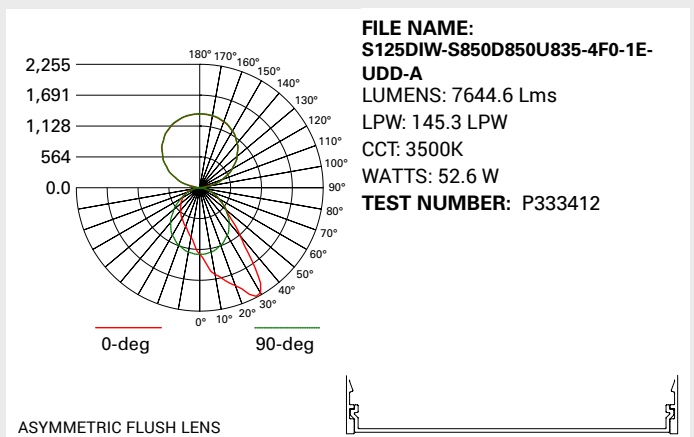 FILE NAME:
S125DIW-S850D850U835-4F0-1E-
UDD-A
LUMENS: 7644.6 Lms
LPW: 145.3 LPW
CCT: 3500K
WATTS: 52.6 W
TEST NUMBER: P333412
2,255
1,691
1,128
564
0.0
180°
170°
160°
150°
140°
130°
120°
110°
100°
90°
80°
70°
60°
50°
40°
30°
20°
10°
0°
0-deg
90-deg
ASYMMETRIC FLUSH LENS